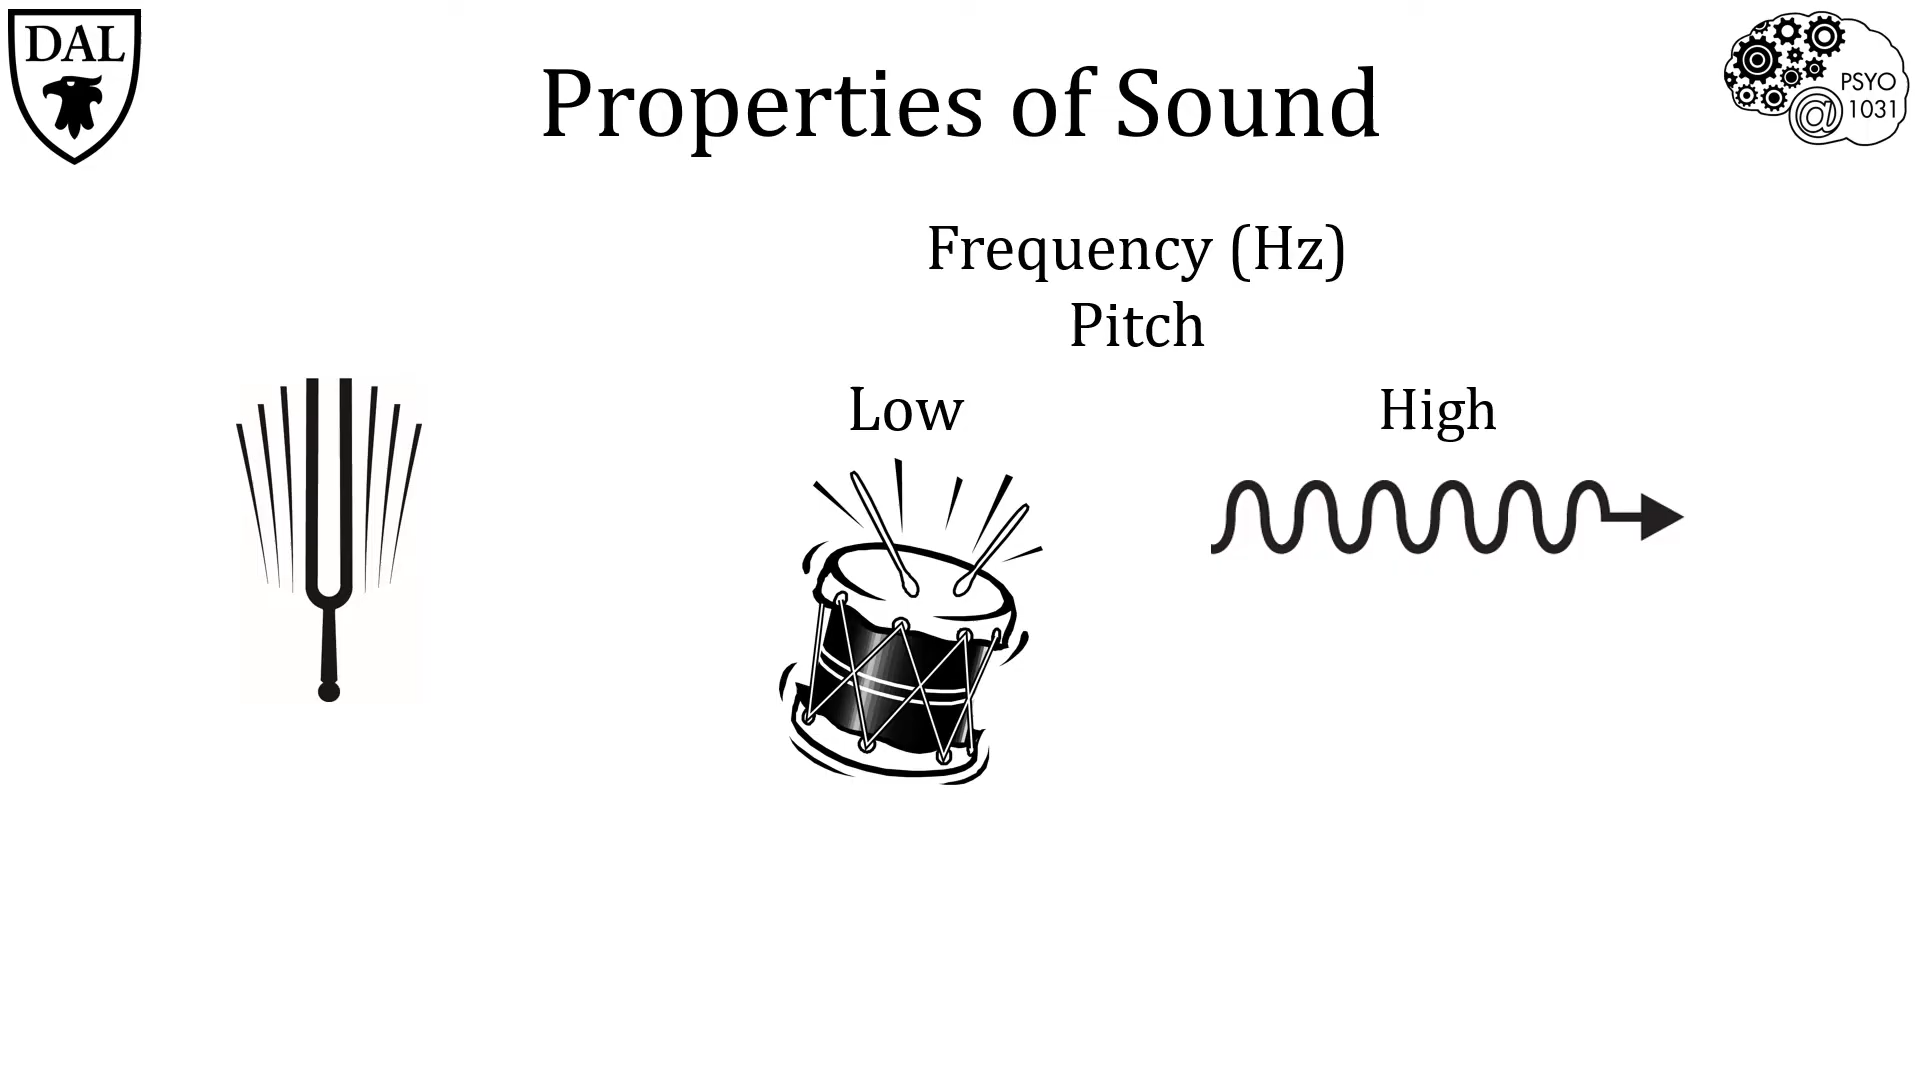 DAL
Properties of Sound
PSYO
@ 1031
Frequency (Hz)
Pitch
Low
High